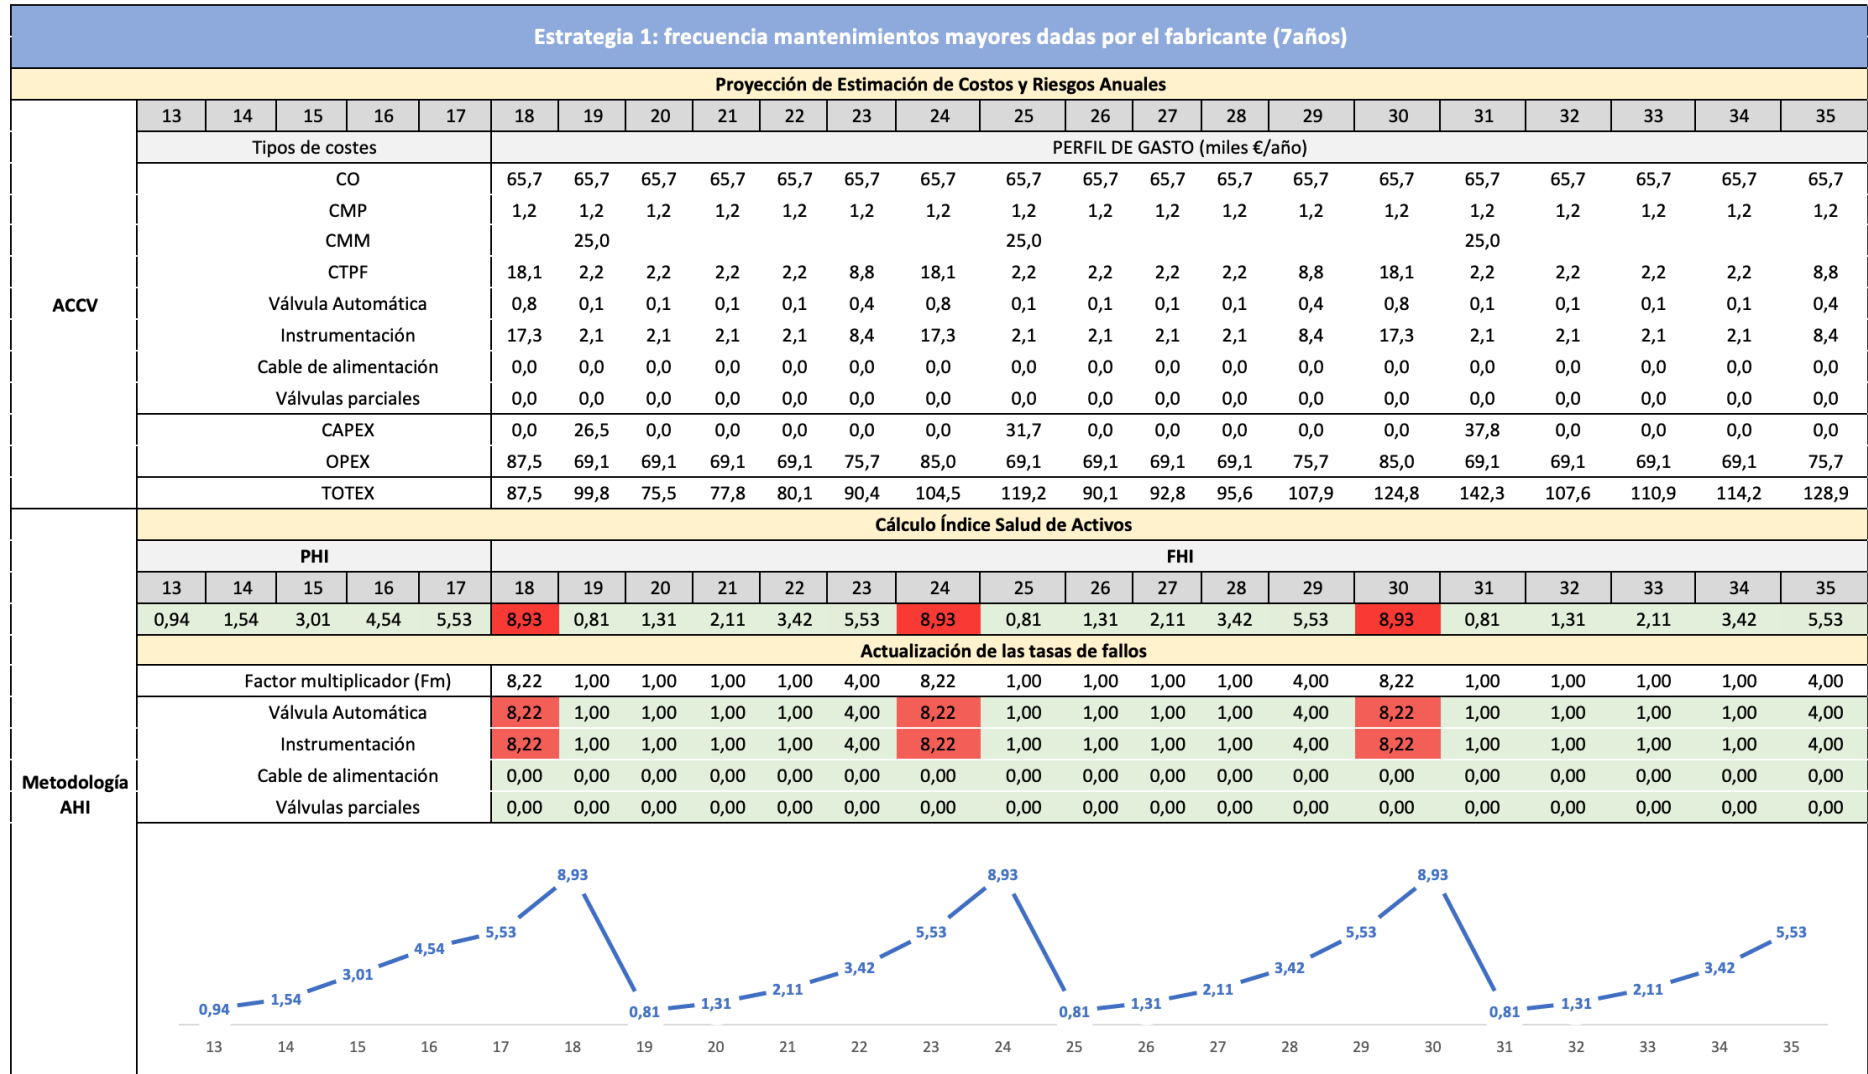 Estrategia 1: frecuencia mantenimientos mayores dadas por el fabricante (7años)
Proyección de Estimación de Costos y Riesgos Anuales
13 14 15 16 17 18 19 20 21 22 23 24 25 26 27 28 29 30 31 32 33 34 35
Tipos de costes PERFIL DE GASTO (miles €/año)
CO 65,7 65,7 65,7 65,7 65,7 65,7 65,7 65,7 65,7 65,7 65,7 65,7 65,7 65,7 65,7 65,7 65,7 65,7
CMP 1,2 1,2 1,2 1,2 1,2 1,2 1,2 1,2 1,2 1,2 1,2 1,2 1,2 1,2 1,2 1,2 1,2 1,2
CMM 25,0 25,0 25,0
CTPF 18,1 2,2 2,2 2,2 2,2 8,8 18,1 2,2 2,2 2,2 2,2 8,8 18,1 2,2 2,2 2,2 2,2 8,8
ACCV Válvula Automática 0,8 0,1 0,1 0,1 0,1 0,4 0,8 0,1 0,1 0,1 0,1 0,4 0,8 0,1 0,1 0,1 0,1 0,4
Instrumentación 17,3 2,1 2,1 2,1 2,1 8,4 17,3 2,1 2,1 2,1 2,1 8,4 17,3 2,1 2,1 2,1 2,1 8,4
Cable de alimentación 0,0 0,0 0,0 0,0 0,0 0,0 0,0 0,0 0,0 0,0 0,0 0,0 0,0 0,0 0,0 0,0 0,0 0,0
Válvulas parciales 0,0 0,0 0,0 0,0 0,0 0,0 0,0 0,0 0,0 0,0 0,0 0,0 0,0 0,0 0,0 0,0 0,0 0,0
CAPEX 0,0 26,5 0,0 0,0 0,0 0,0 0,0 31,7 0,0 0,0 0,0 0,0 0,0 37,8 0,0 0,0 0,0 0,0
OPEX 87,5 69,1 69,1 69,1 69,1 75,7 85,0 69,1 69,1 69,1 69,1 75,7 85,0 69,1 69,1 69,1 69,1 75,7
TOTEX 87,5 99,8 75,5 77,8 80,1 90,4 104,5 119,2 90,1 92,8 95,6 107,9 124,8 142,3 107,6 110,9 114,2 128,9
Cálculo Índice Salud de Activos
PHI FHI
13 14 15 16 17 18 19 20 21 22 23 24 25 26 27 28 29 30 31 32 33 34 35
0,94 1,54 3,01 4,54 5,53 8,93 0,81 1,31 2,11 3,42 5,53 8,93 0,81 1,31 2,11 3,42 5,53 8,93 0,81 1,31 2,11 3,42 5,53
Actualización de las tasas de fallos
Factor multiplicador (Fm) 8,22 1,00 1,00 1,00 1,00 4,00 8,22 1,00 1,00 1,00 1,00 4,00 8,22 1,00 1,00 1,00 1,00 4,00
Válvula Automática 8,22 1,00 1,00 1,00 1,00 4,00 8,22 1,00 1,00 1,00 1,00 4,00 8,22 1,00 1,00 1,00 1,00 4,00
Instrumentación 8,22 1,00 1,00 1,00 1,00 4,00 8,22 1,00 1,00 1,00 1,00 4,00 8,22 1,00 1,00 1,00 1,00 4,00
Metodología AHI Cable de alimentación 0,00 0,00 0,00 0,00 0,00 0,00 0,00 0,00 0,00 0,00 0,00 0,00 0,00 0,00 0,00 0,00 0,00 0,00
Válvulas parciales 0,00 0,00 0,00 0,00 0,00 0,00 0,00 0,00 0,00 0,00 0,00 0,00 0,00 0,00 0,00 0,00 0,00 0,00
0,94 1,54 3,01 4,54 5,53 8,93 0,81 1,31 2,11 3,42 5,53 8,93 0,81 1,31 2,11 3,42 5,53 8,93 0,81 1,31 2,11 3,42 5,53
13 14 15 16 17 18 19 20 21 22 23 24 25 26 27 28 29 30 31 32 33 34 35